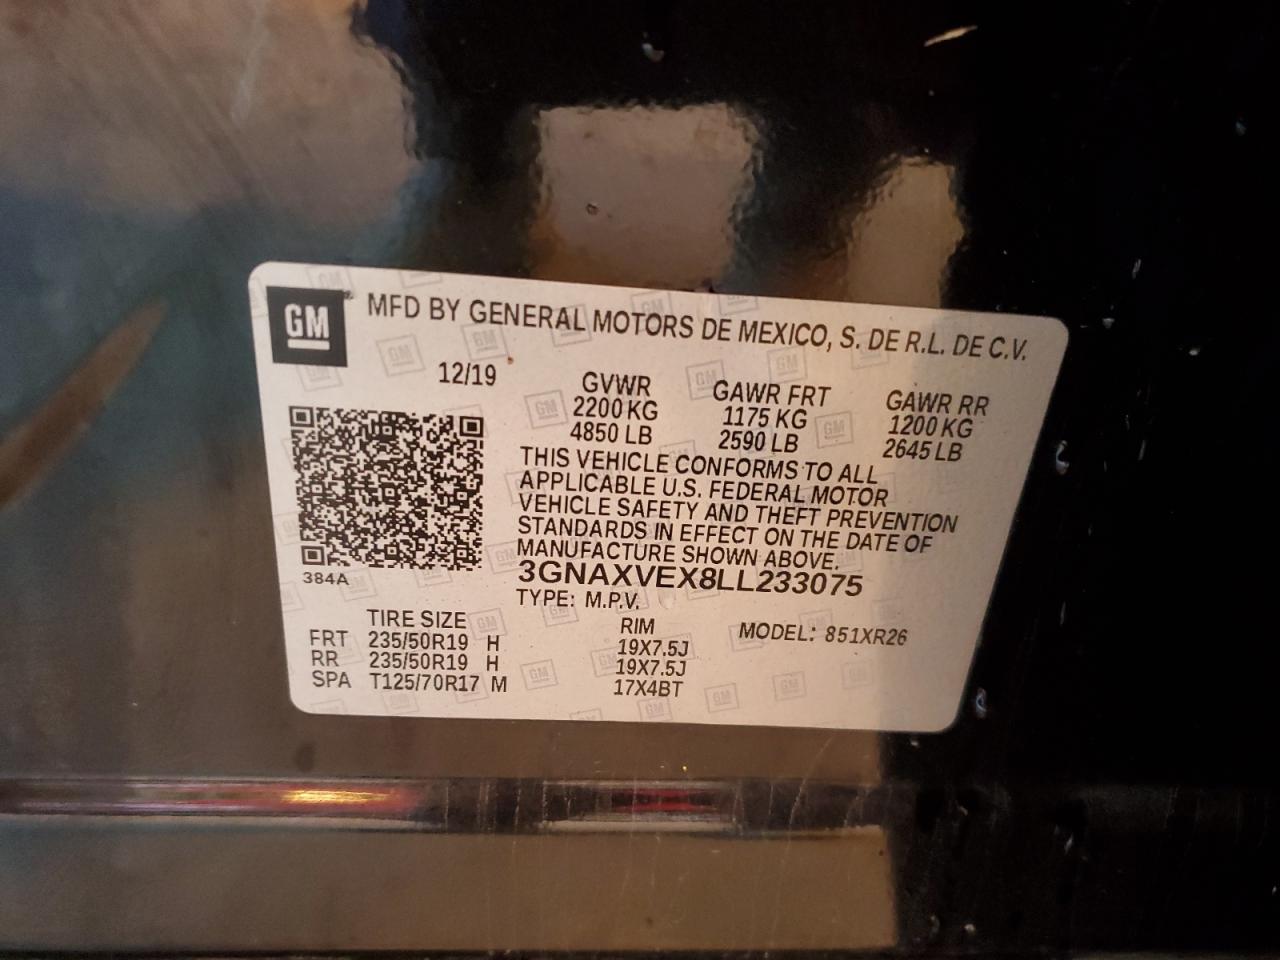 GM
MFD BY GENERAL MOTORS DE MEXICO, S. DE R.L. DE C.V.
12/19
GVWR GAWR FRT GAWR RR
2200 KG 1175 KG 1200 KG
4850 LB 2590 LB 2645 LB
THIS VEHICLE CONFORMS TO ALL
APPLICABLE U.S. FEDERAL MOTOR
VEHICLE SAFETY AND THEFT PREVENTION
STANDARDS IN EFFECT ON THE DATE OF
MANUFACTURE SHOWN ABOVE.
384A
3GNAXVEX8LL233075
TYPE: M.P.V.
TIRE SIZE RIM MODEL: 851XR26
FRT 235/50R19 H 19X7.5J
RR 235/50R19 H 19X7.5J
SPA T125/70R17 M 17X4BT